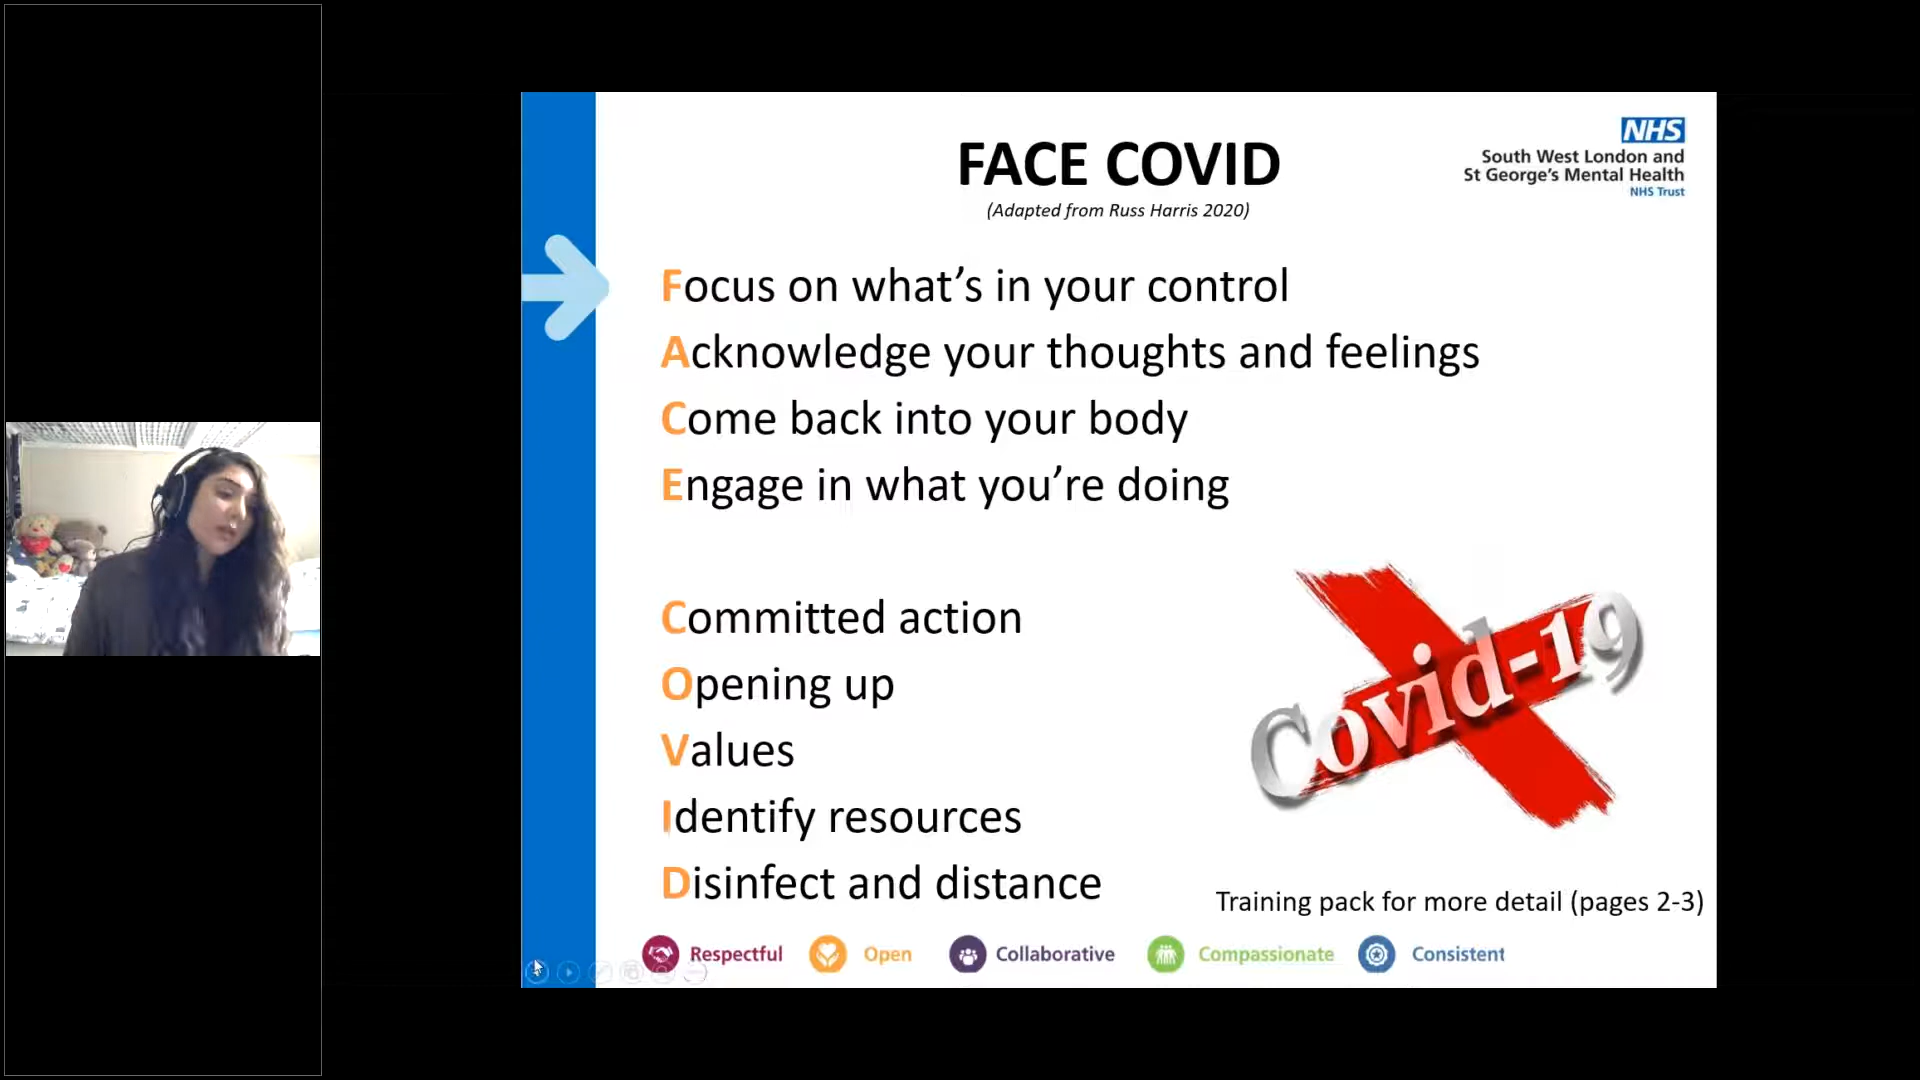 FACE COVID
(Adapted from Russ Harris 2020)
NHS
South West London and
St George's Mental Health
NHS Trust
Focus on what's in your control
Acknowledge your thoughts and feelings
Come back into your body
Engage in what you're doing
Committed action
Opening up
Values
Identify resources
Disinfect and distance
Covid-19
Training pack for more detail (pages 2-3)
Respectful Open Collaborative Compassionate Consistent